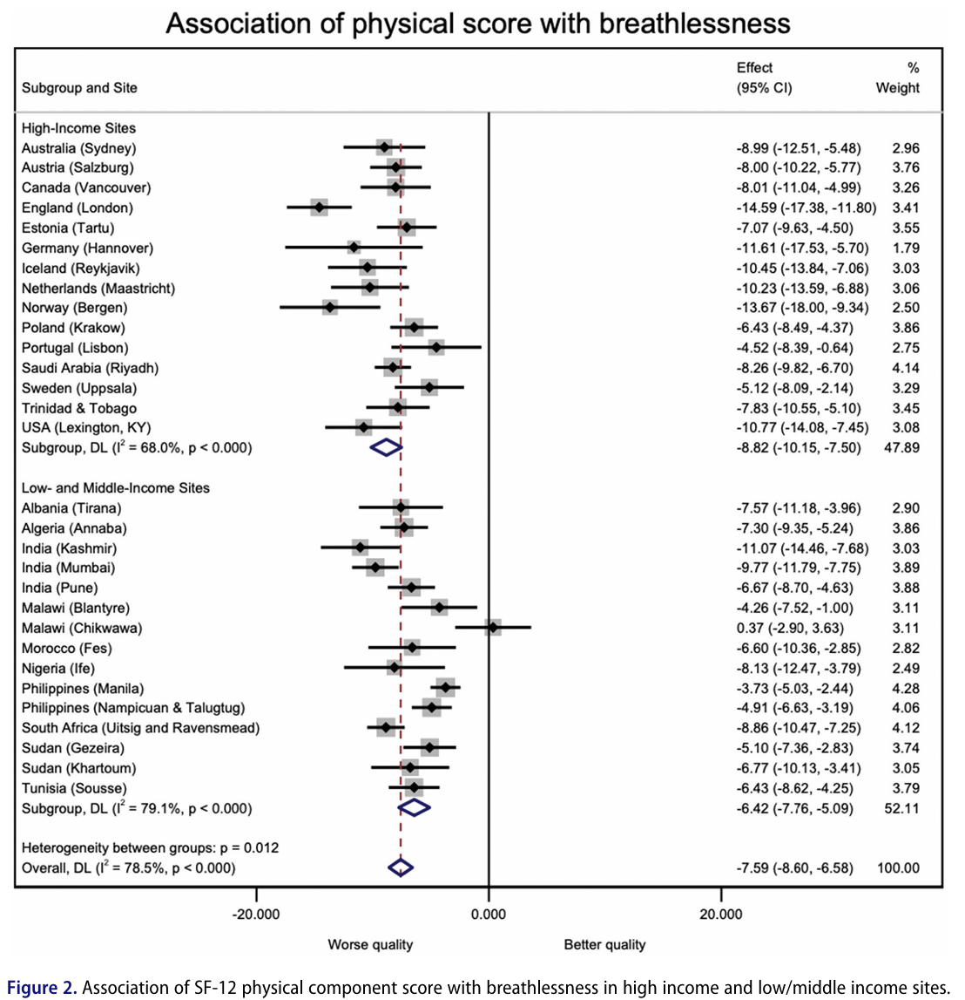 Association of physical score with breathlessness
Effect %
Subgroup and Site (95% CI) Weight
High-Income Sites
Australia (Sydney) -8.99 (-12.51, -5.48) 2.96
Austria (Salzburg) -8.00 (-10.22, -5.77) 3.76
Canada (Vancouver) -8.01 (-11.04, -4.99) 3.26
England (London) -14.59 (-17.38, -11.80) 3.41
Estonia (Tartu) -7.07 (-9.63, -4.50) 3.55
Germany (Hannover) -11.61 (-17.53, -5.70) 1.79
Iceland (Reykjavik) -10.45 (-13.84, -7.06) 3.03
Netherlands (Maastricht) -10.23 (-13.59, -6.88) 3.06
Norway (Bergen) -13.67 (-18.00, -9.34) 2.50
Poland (Krakow) -6.43 (-8.49, -4.37) 3.86
Portugal (Lisbon) -4.52 (-8.39, -0.64) 2.75
Saudi Arabia (Riyadh) -8.26 (-9.82, -6.70) 4.14
Sweden (Uppsala) -5.12 (-8.09, -2.14) 3.29
Trinidad & Tobago -7.83 (-10.55, -5.10) 3.45
USA (Lexington, KY) -10.77 (-14.08, -7.45) 3.08
Subgroup, DL (I² = 68.0%, p < 0.000) -8.82 (-10.15, -7.50) 47.89
Low- and Middle-Income Sites
Albania (Tirana) -7.57 (-11.18, -3.96) 2.90
Algeria (Annaba) -7.30 (-9.35, -5.24) 3.86
India (Kashmir) -11.07 (-14.46, -7.68) 3.03
India (Mumbai) -9.77 (-11.79, -7.75) 3.89
India (Pune) -6.67 (-8.70, -4.63) 3.88
Malawi (Blantyre) -4.26 (-7.52, -1.00) 3.11
Malawi (Chikwawa) 0.37 (-2.90, 3.63) 3.11
Morocco (Fes) -6.60 (-10.36, -2.85) 2.82
Nigeria (Ife) -8.13 (-12.47, -3.79) 2.49
Philippines (Manila) -3.73 (-5.03, -2.44) 4.28
Philippines (Nampicuan & Talugtug) -4.91 (-6.63, -3.19) 4.06
South Africa (Uitsig and Ravensmead) -8.86 (-10.47, -7.25) 4.12
Sudan (Gezeira) -5.10 (-7.36, -2.83) 3.74
Sudan (Khartoum) -6.77 (-10.13, -3.41) 3.05
Tunisia (Sousse) -6.43 (-8.62, -4.25) 3.79
Subgroup, DL (I² = 79.1%, p < 0.000) -6.42 (-7.76, -5.09) 52.11
Heterogeneity between groups: p = 0.012
Overall, DL (I² = 78.5%, p < 0.000) -7.59 (-8.60, -6.58) 100.00
-20.000 0.000 20.000
Worse quality Better quality
Figure 2. Association of SF-12 physical component score with breathlessness in high income and low/middle income sites.